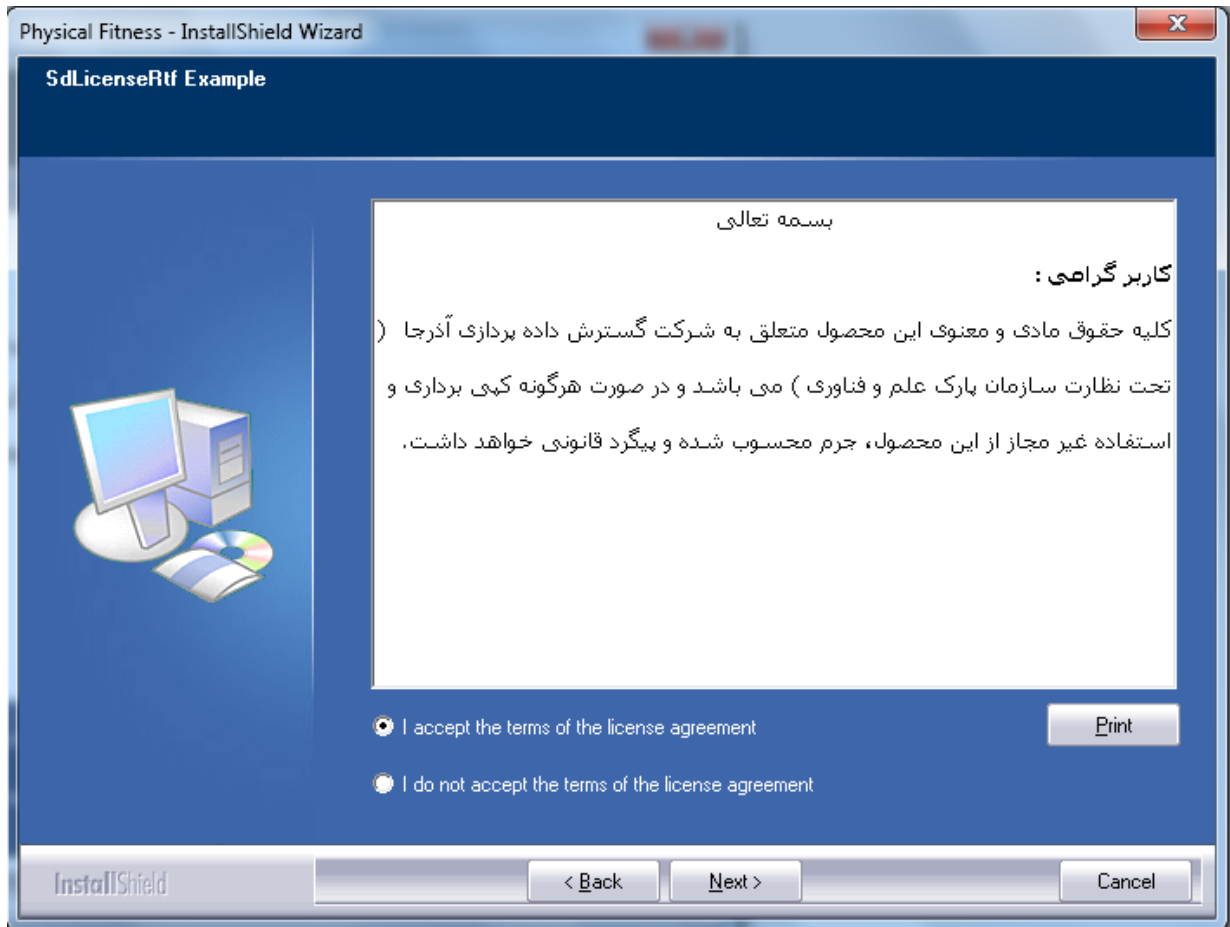 Physical Fitness - InstallShield Wizard
SdLicenseRtf Example
بسمه تعالی
کاربر گرامی :
کلیه حقوق مادی و معنوی این محصول متعلق به شرکت گسترش داده پردازی آذرجا (
تحت نظارت سازمان پارک علم و فناوری ) می باشد و در صورت هرگونه کپی برداری و
استفاده غیر مجاز از این محصول، جرم محسوب شده و پیگرد قانونی خواهد داشت.
I accept the terms of the license agreement
Print
I do not accept the terms of the license agreement
InstallShield
< Back
Next >
Cancel